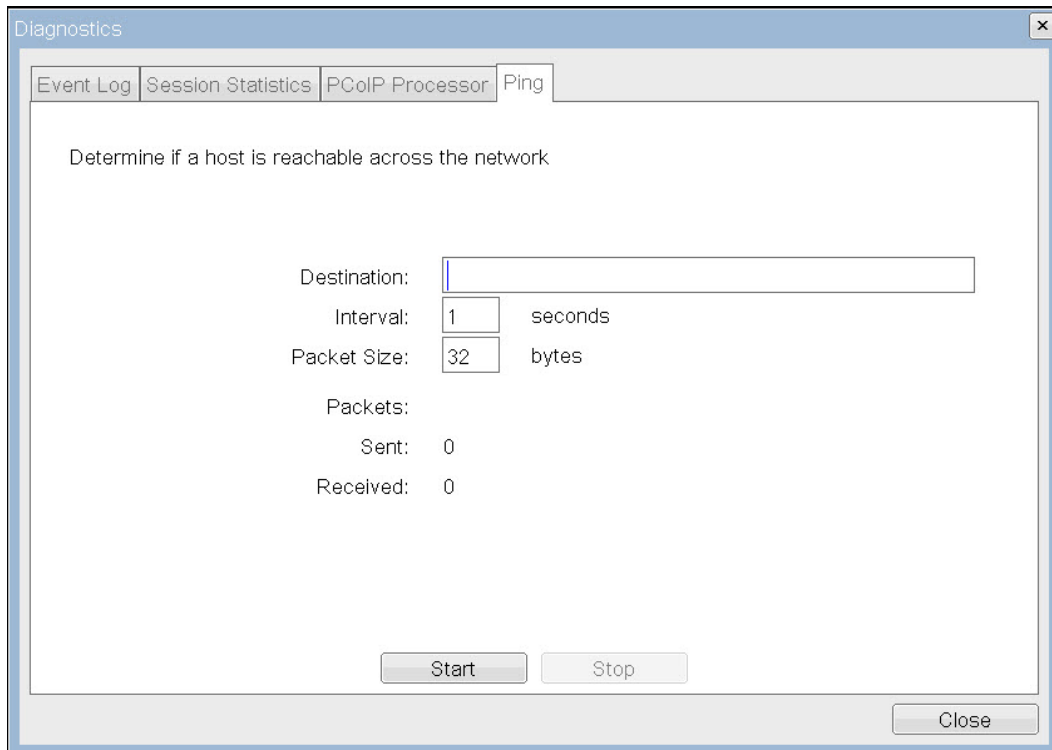 Diagnostics
Event Log Session Statistics PCoIP Processor Ping
Determine if a host is reachable across the network
Destination:
Interval: 1 seconds
Packet Size: 32 bytes
Packets:
Sent: 0
Received: 0
Start Stop
Close